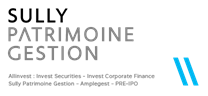 SULLY
PATRIMOINE
GESTION
Allinvest : Invest Securities - Invest Corporate Finance
Sully Patrimoine Gestion - Amplegest - PRE-IPO